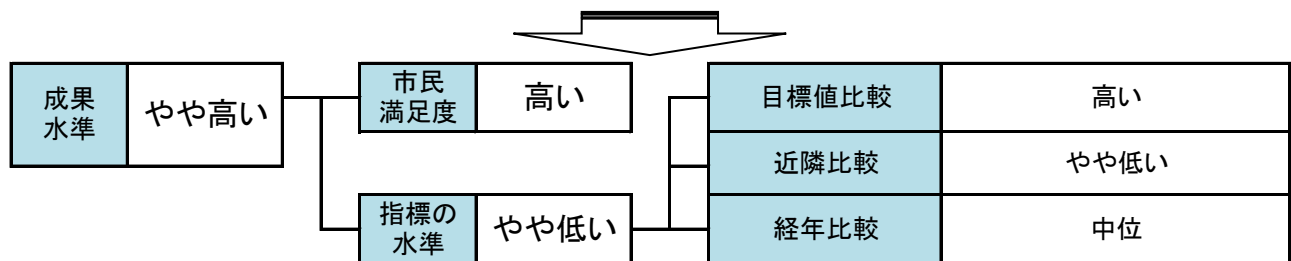 成果
水準
やや高い
市民
満足度
高い
指標の
水準
やや低い
目標値比較
高い
近隣比較
やや低い
経年比較
中位